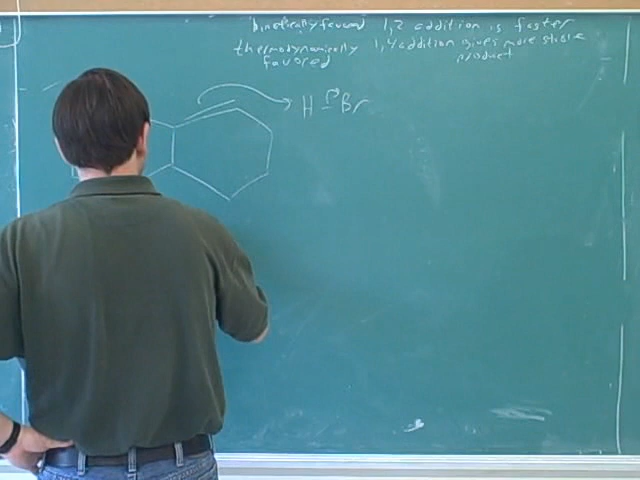 kinetically favored 1,2 addition is faster
thermodynamically 1,4 addition gives more stable
favored product
H - Br